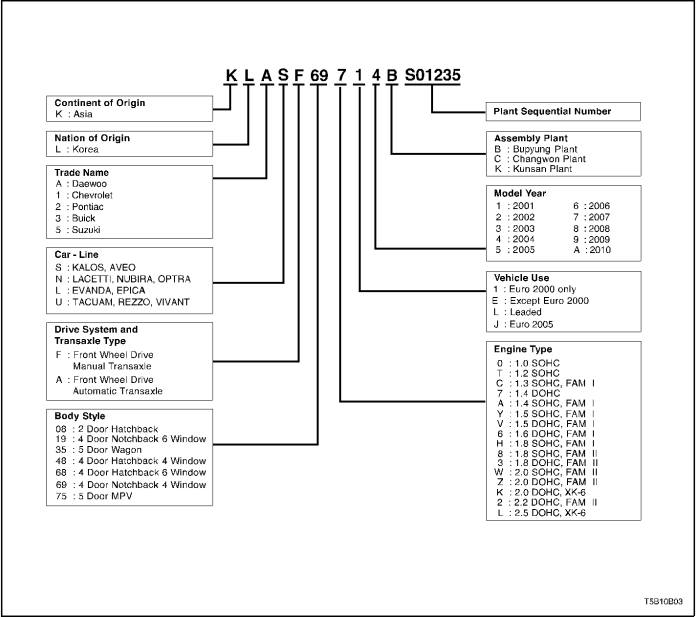 K L A S F 69 7 1 4 B S01235
Continent of Origin
K : Asia
Nation of Origin
L : Korea
Trade Name
A : Daewoo
1 : Chevrolet
2 : Pontiac
3 : Buick
5 : Suzuki
Car - Line
S : KALOS, AVEO
N : LACETTI, NUBIRA, OPTRA
L : EVANDA, EPICA
U : TACUAM, REZZO, VIVANT
Drive System and
Transaxle Type
F : Front Wheel Drive
Manual Transaxle
A : Front Wheel Drive
Automatic Transaxle
Body Style
08 : 2 Door Hatchback
19 : 4 Door Notchback 6 Window
35 : 5 Door Wagon
48 : 4 Door Hatchback 4 Window
68 : 4 Door Hatchback 6 Window
69 : 4 Door Notchback 4 Window
75 : 5 Door MPV
Plant Sequential Number
Assembly Plant
B : Bupyung Plant
C : Changwon Plant
K : Kunsan Plant
Model Year
1 : 2001 6 : 2006
2 : 2002 7 : 2007
3 : 2003 8 : 2008
4 : 2004 9 : 2009
5 : 2005 A : 2010
Vehicle Use
1 : Euro 2000 only
E : Except Euro 2000
L : Leaded
J : Euro 2005
Engine Type
0 : 1.0 SOHC
T : 1.2 SOHC
C : 1.3 SOHC, FAM I
7 : 1.4 DOHC
A : 1.4 SOHC, FAM I
Y : 1.5 SOHC, FAM I
V : 1.5 DOHC, FAM I
6 : 1.6 DOHC, FAM I
H : 1.8 SOHC, FAM I
8 : 1.8 SOHC, FAM II
3 : 1.8 DOHC, FAM II
W : 2.0 SOHC, FAM II
Z : 2.0 DOHC, FAM II
K : 2.0 DOHC, XK-6
2 : 2.2 DOHC, FAM II
L : 2.5 DOHC, XK-6
T5B10B03